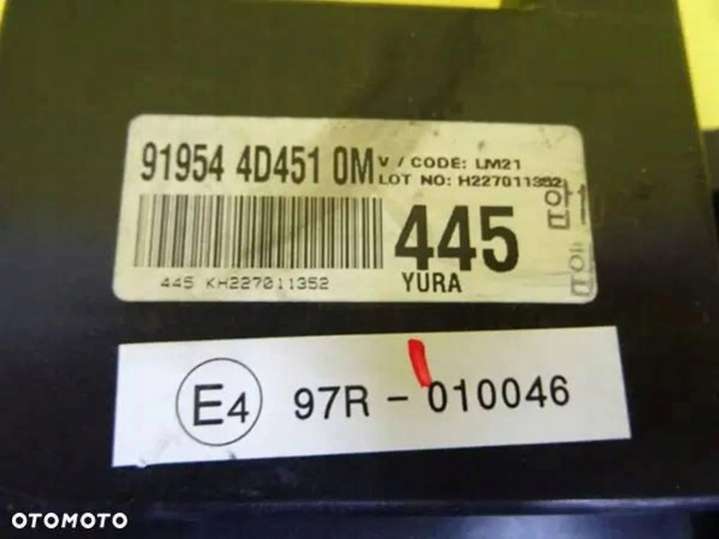 91954 4D451 0M V / CODE: LM21
LOT NO: H227011352
445
445 KH227011352
YURA
E4 97R - 010046
OTOMOTO